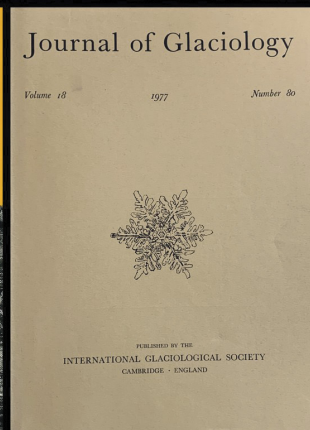 Journal of Glaciology
Volume 18 1977 Number 80
PUBLISHED BY THE
INTERNATIONAL GLACIOLOGICAL SOCIETY
CAMBRIDGE · ENGLAND